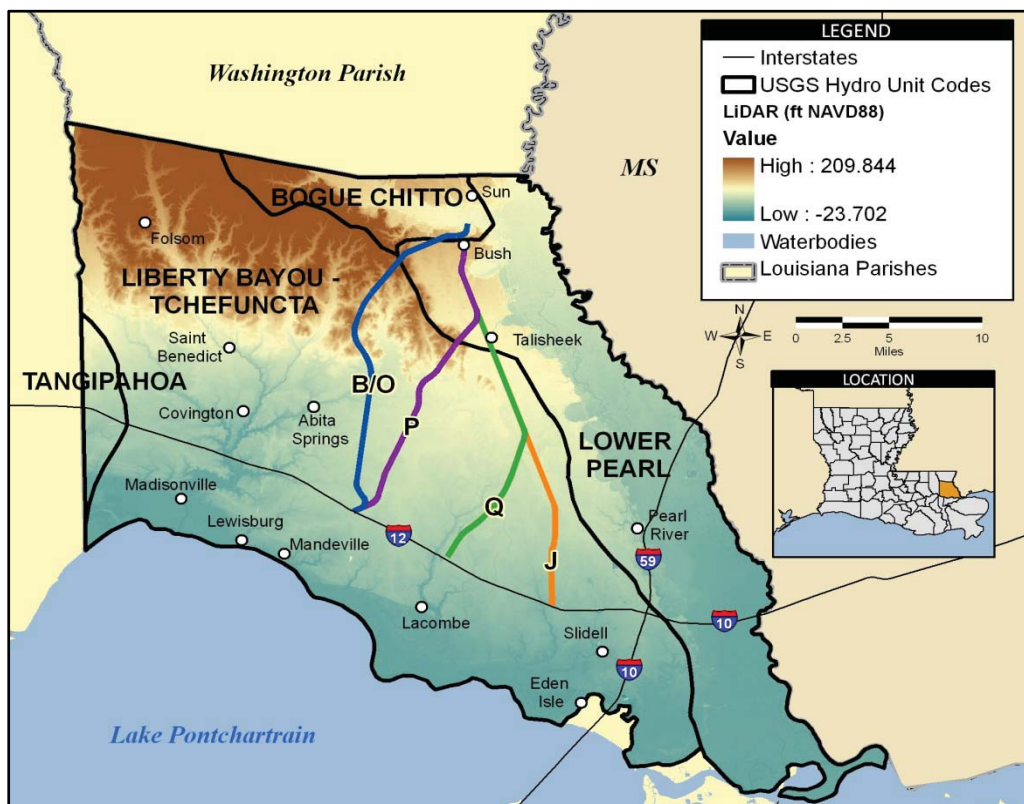 Washington Parish
MS
LEGEND
Interstates
USGS Hydro Unit Codes
LiDAR (ft NAVD88)
Value
High : 209.844
Low : -23.702
Waterbodies
Louisiana Parishes
N
W E
S
0 2.5 5 10
Miles
LOCATION
BOGUE CHITTO
Sun
Folsom
Bush
LIBERTY BAYOU -
TCHEFUNCTA
Talisheek
Saint
Benedict
TANGIPAHOA
B/O
P
Covington
Abita
Springs
LOWER
PEARL
Madisonville
Q
Pearl
River
Lewisburg
Mandeville
12
59
J
Lacombe
10
Slidell
10
Eden
Isle
Lake Pontchartrain